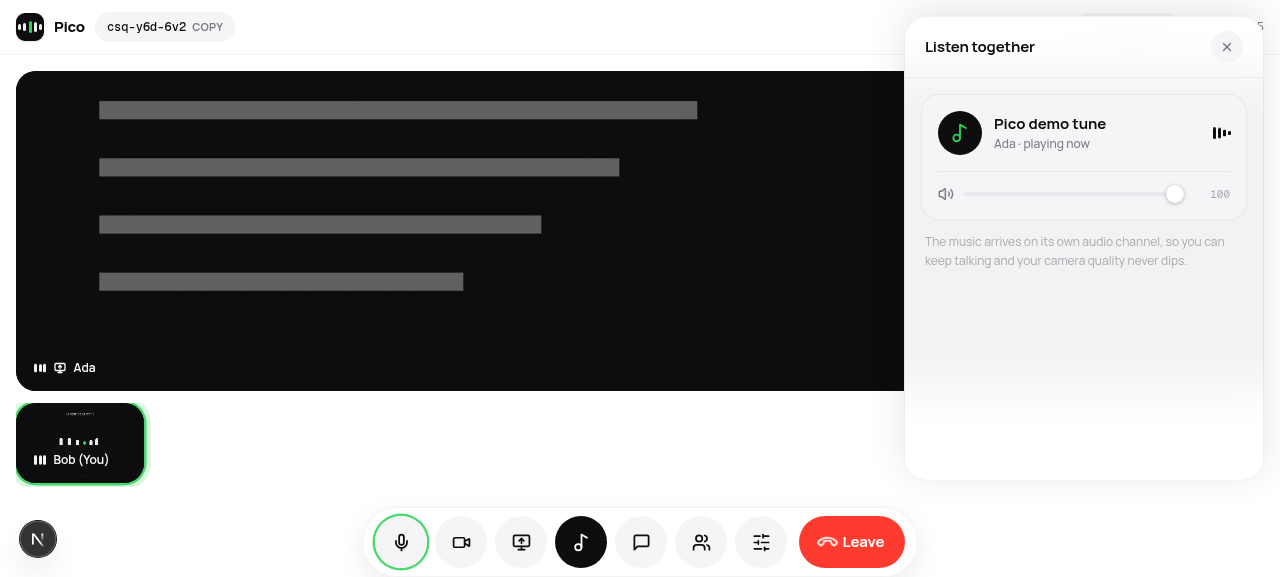 Pico
csq-y6d-6v2 COPY
5
Listen together
Pico demo tune
Ada · playing now
100
The music arrives on its own audio channel, so you can
keep talking and your camera quality never dips.
Ada
Bob (You)
N
Leave